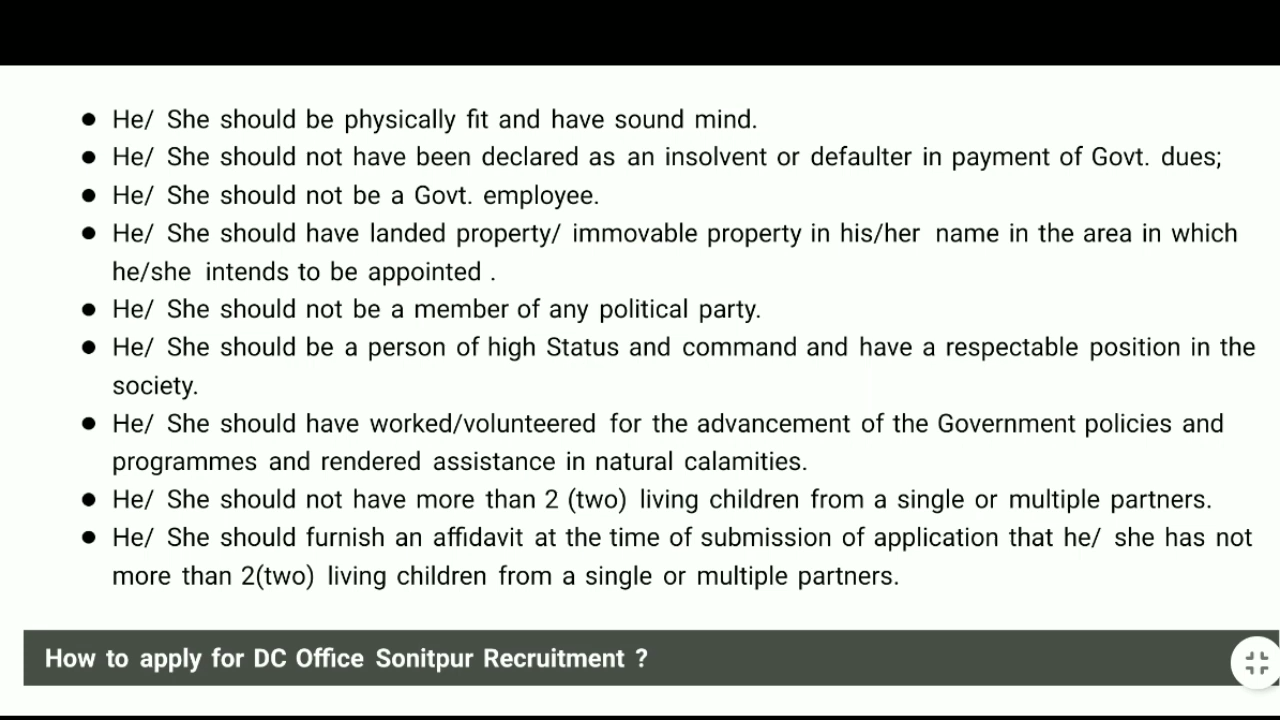 ● He/ She should be physically fit and have sound mind.
● He/ She should not have been declared as an insolvent or defaulter in payment of Govt. dues;
● He/ She should not be a Govt. employee.
● He/ She should have landed property/ immovable property in his/her name in the area in which
he/she intends to be appointed .
● He/ She should not be a member of any political party.
● He/ She should be a person of high Status and command and have a respectable position in the
society.
● He/ She should have worked/volunteered for the advancement of the Government policies and
programmes and rendered assistance in natural calamities.
● He/ She should not have more than 2 (two) living children from a single or multiple partners.
● He/ She should furnish an affidavit at the time of submission of application that he/ she has not
more than 2(two) living children from a single or multiple partners.
How to apply for DC Office Sonitpur Recruitment ?